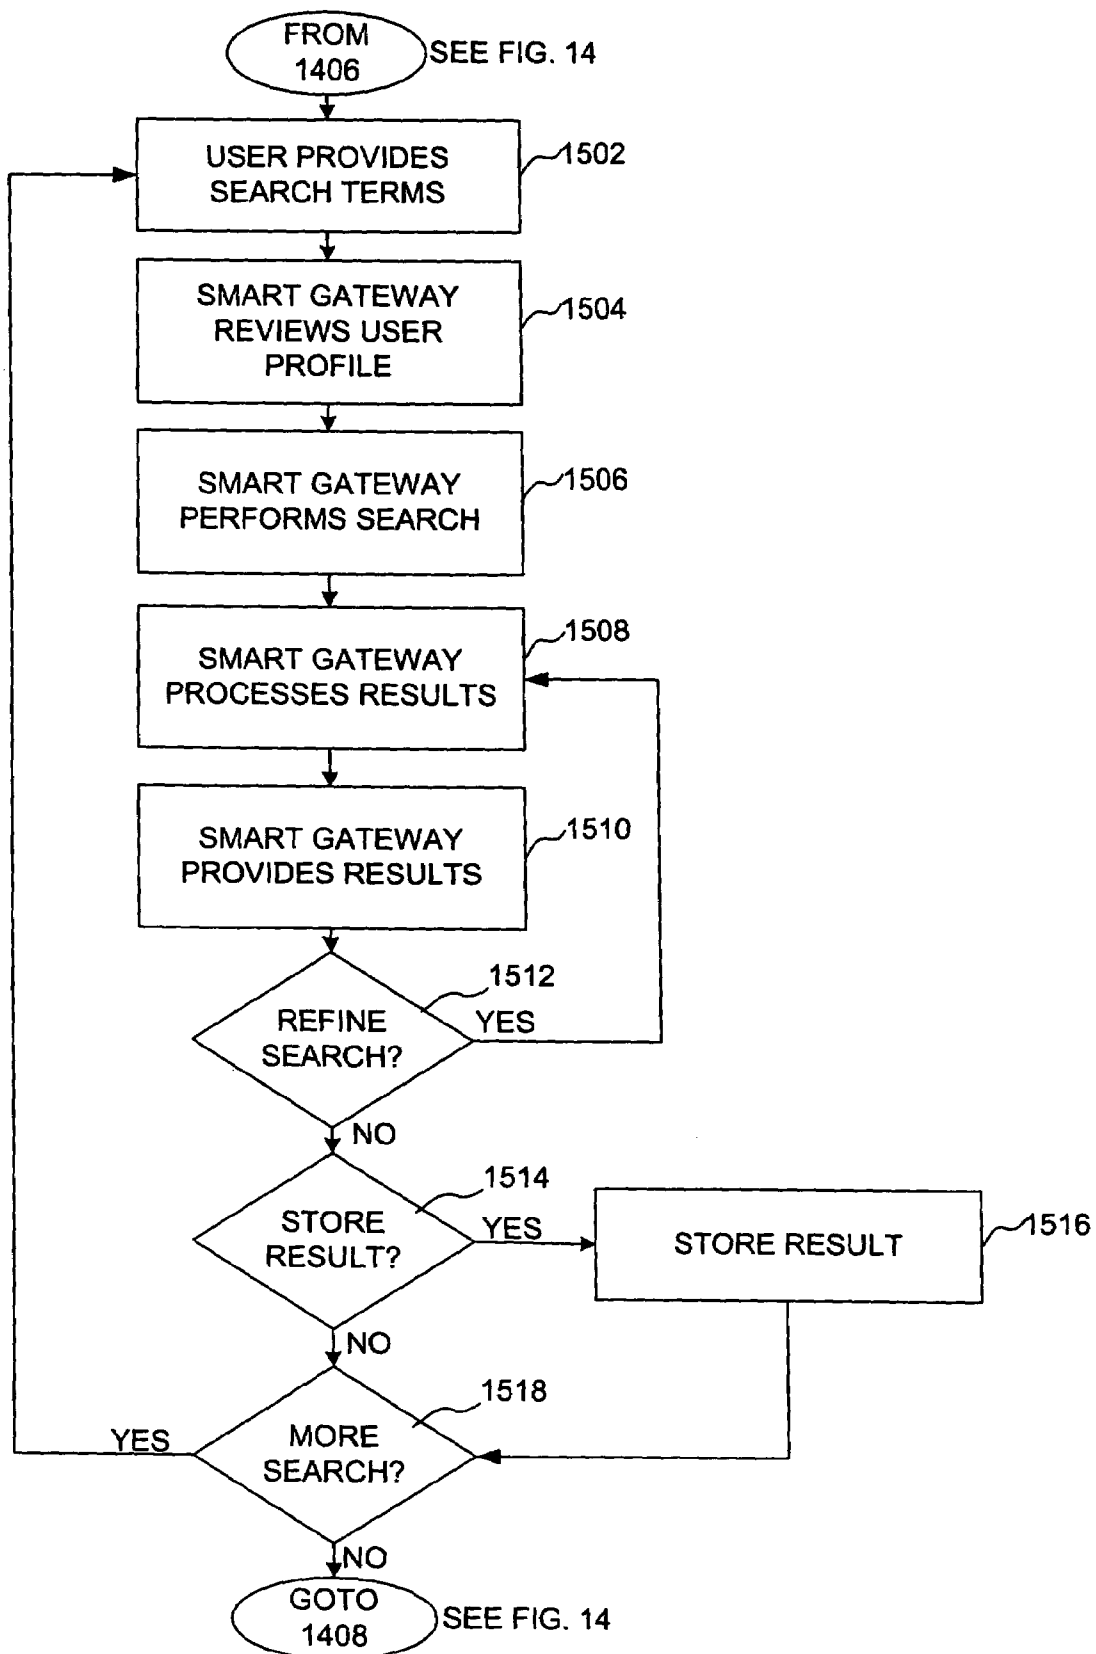 FROM
1406
SEE FIG. 14
USER PROVIDES
SEARCH TERMS
1502
SMART GATEWAY
REVIEWS USER
PROFILE
1504
SMART GATEWAY
PERFORMS SEARCH
1506
SMART GATEWAY
PROCESSES RESULTS
1508
SMART GATEWAY
PROVIDES RESULTS
1510
REFINE
SEARCH?
1512
YES
NO
STORE
RESULT?
1514
YES
STORE RESULT
1516
NO
MORE
SEARCH?
1518
YES
NO
GOTO
1408
SEE FIG. 14